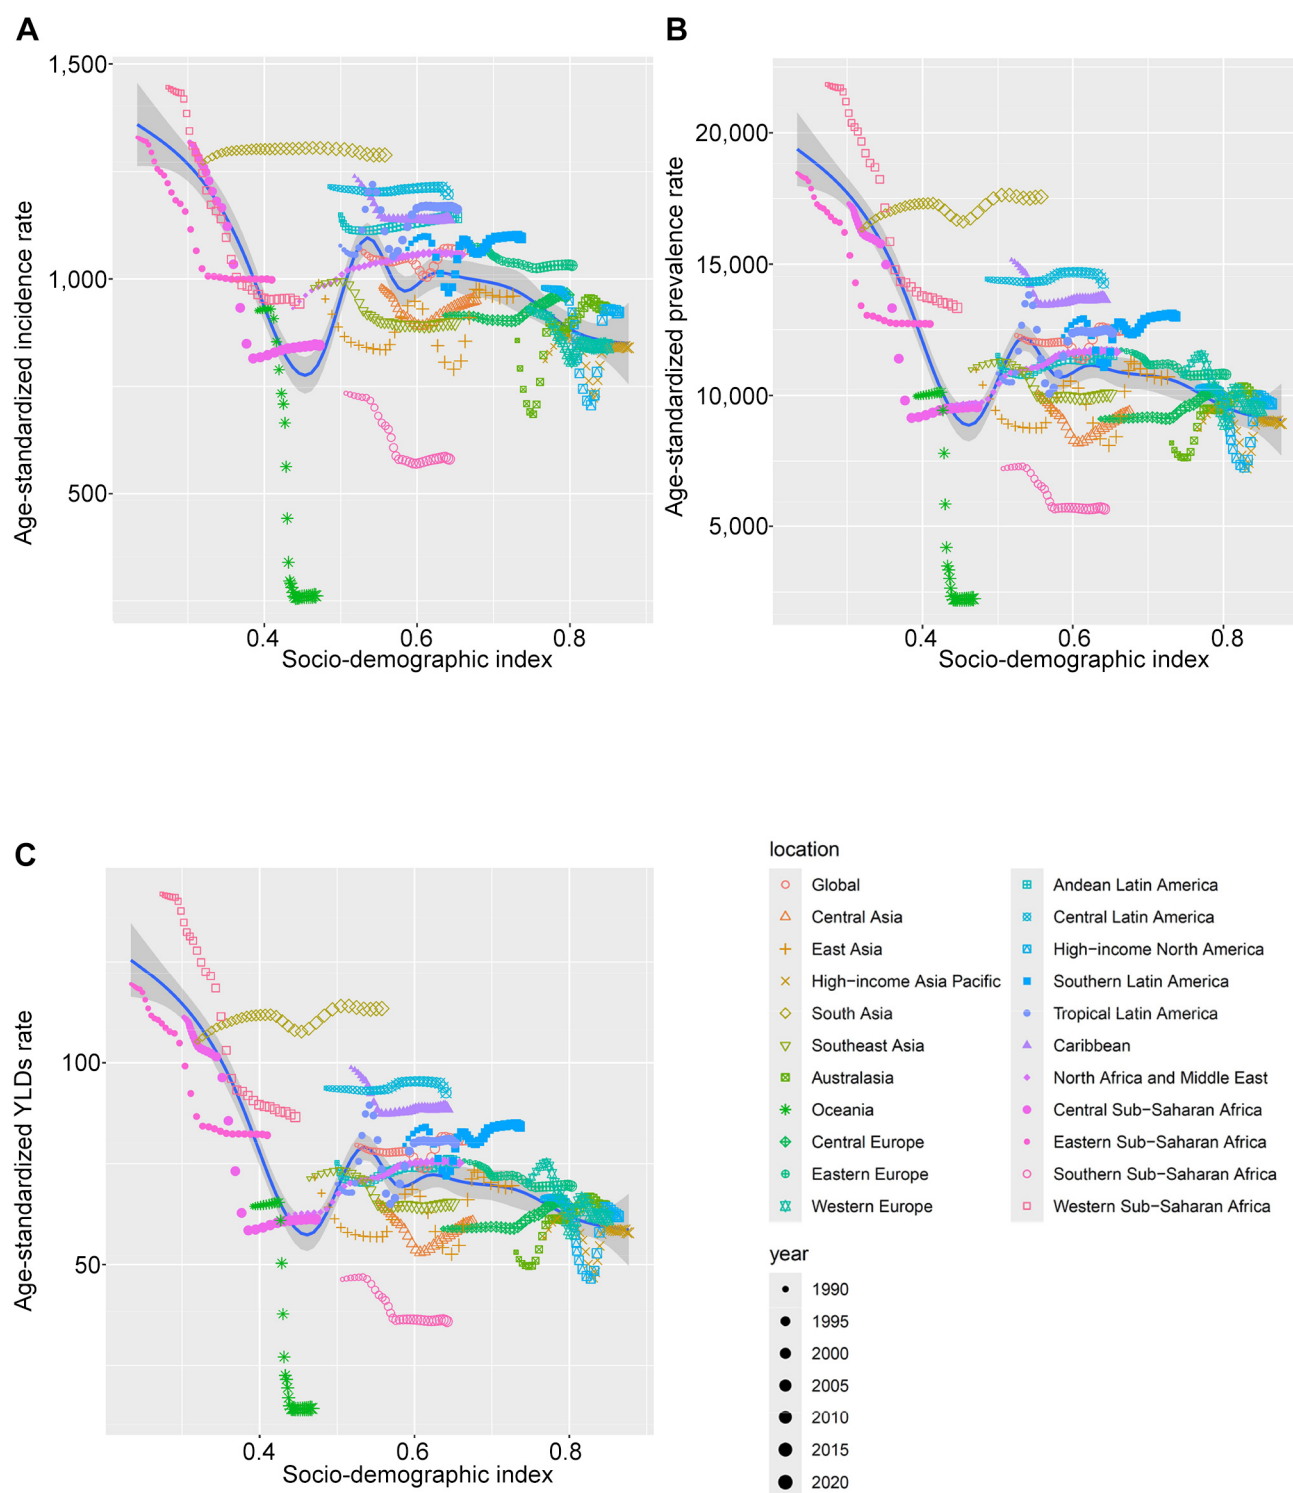 A
B
1,500
1,000
500
Age-standardized incidence rate
0.4 0.6 0.8
Socio-demographic index
20,000
15,000
10,000
5,000
Age-standardized prevalence rate
0.4 0.6 0.8
Socio-demographic index
C
100
50
Age-standardized YLDs rate
0.4 0.6 0.8
Socio-demographic index
location
Global
Central Asia
East Asia
High-income Asia Pacific
South Asia
Southeast Asia
Australasia
Oceania
Central Europe
Eastern Europe
Western Europe
Andean Latin America
Central Latin America
High-income North America
Southern Latin America
Tropical Latin America
Caribbean
North Africa and Middle East
Central Sub-Saharan Africa
Eastern Sub-Saharan Africa
Southern Sub-Saharan Africa
Western Sub-Saharan Africa
year
1990
1995
2000
2005
2010
2015
2020